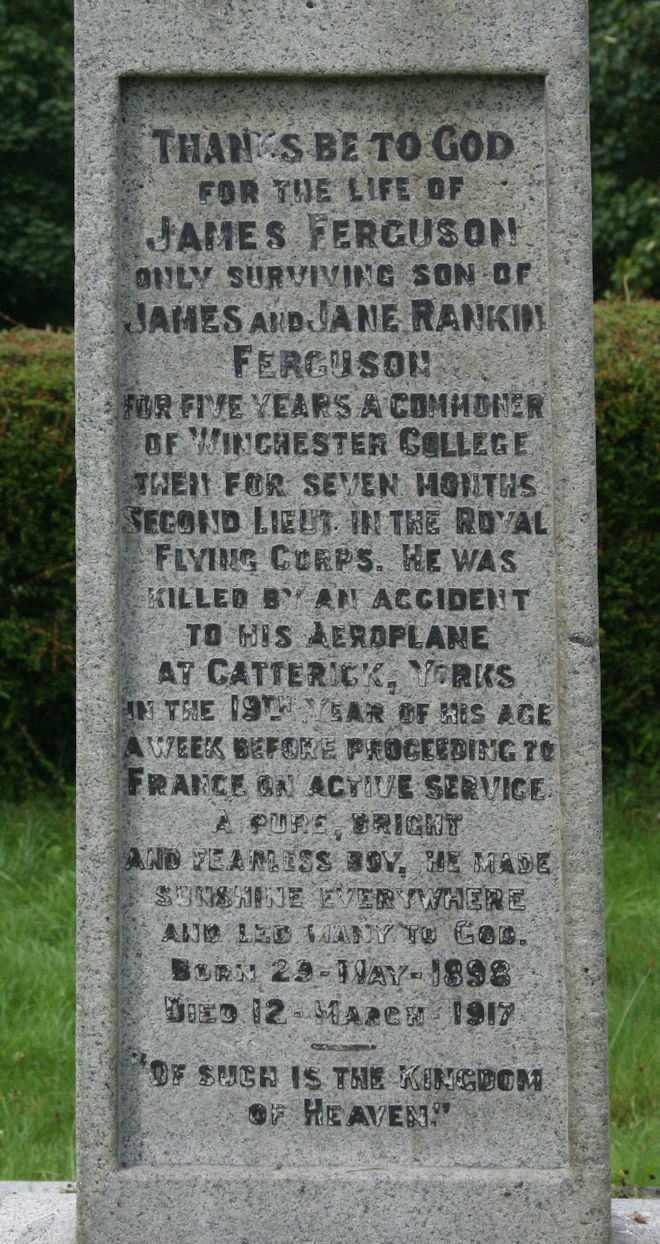 THANKS BE TO GOD
FOR THE LIFE OF
JAMES FERGUSON
ONLY SURVIVING SON OF
JAMES AND JANE RANKIN
FERGUSON
FOR FIVE YEARS A COMMONER
OF WINCHESTER COLLEGE
THEN FOR SEVEN MONTHS
SECOND LIEUT. IN THE ROYAL
FLYING CORPS. HE WAS
KILLED BY AN ACCIDENT
TO HIS AEROPLANE
AT CATTERICK, YORKS
IN THE 19TH YEAR OF HIS AGE
A WEEK BEFORE PROCEEDING TO
FRANCE ON ACTIVE SERVICE.
A PURE, BRIGHT
AND FEARLESS BOY, HE MADE
SUNSHINE EVERYWHERE
AND LED MANY TO GOD.
BORN 29-MAY-1898
DIED 12-MARCH-1917
"OF SUCH IS THE KINGDOM
OF HEAVEN."